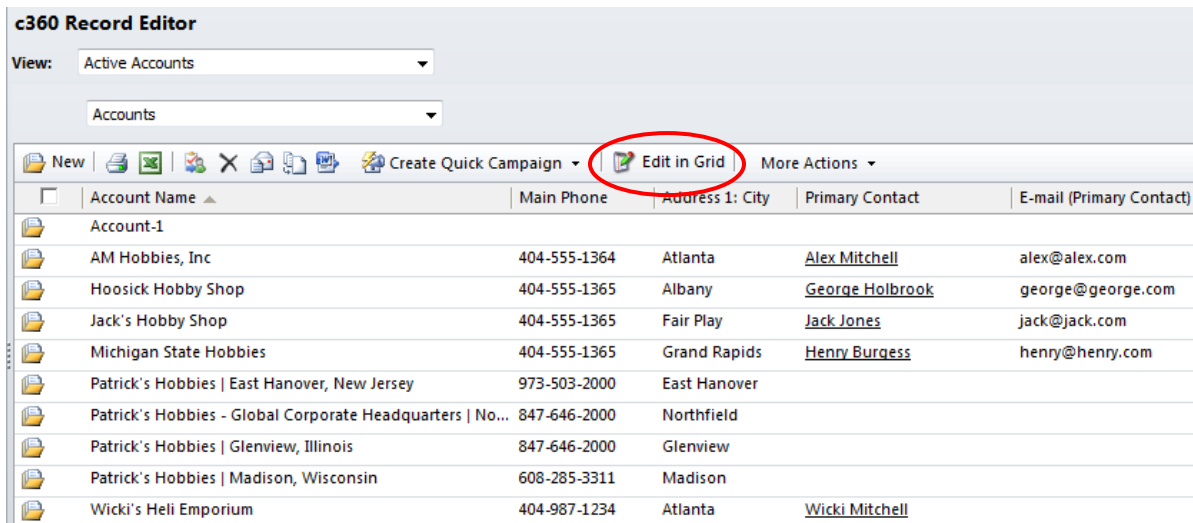 c360 Record Editor
View: Active Accounts
Accounts
New Create Quick Campaign Edit in Grid More Actions
Account Name Main Phone Address 1: City Primary Contact E-mail (Primary Contact)
Account-1
AM Hobbies, Inc 404-555-1364 Atlanta Alex Mitchell alex@alex.com
Hoosick Hobby Shop 404-555-1365 Albany George Holbrook george@george.com
Jack's Hobby Shop 404-555-1365 Fair Play Jack Jones jack@jack.com
Michigan State Hobbies 404-555-1365 Grand Rapids Henry Burgess henry@henry.com
Patrick's Hobbies | East Hanover, New Jersey 973-503-2000 East Hanover
Patrick's Hobbies - Global Corporate Headquarters | No... 847-646-2000 Northfield
Patrick's Hobbies | Glenview, Illinois 847-646-2000 Glenview
Patrick's Hobbies | Madison, Wisconsin 608-285-3311 Madison
Wicki's Heli Emporium 404-987-1234 Atlanta Wicki Mitchell